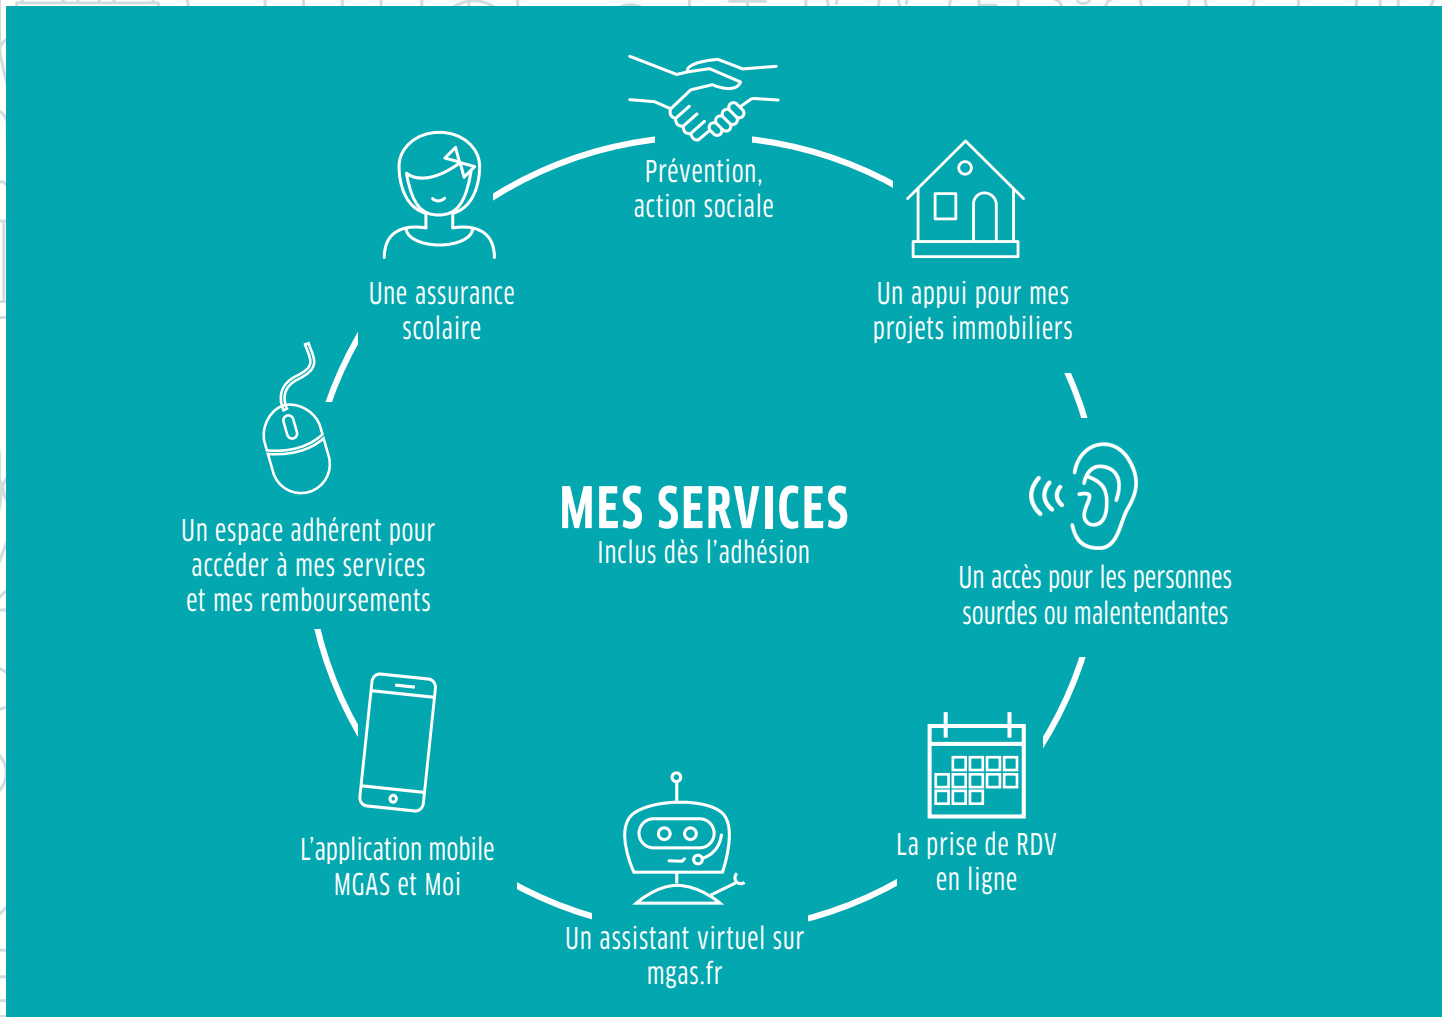 Prévention,
action sociale
Un appui pour mes
projets immobiliers
Un accès pour les personnes
sourdes ou malentendantes
La prise de RDV
en ligne
Un assistant virtuel sur
mgas.fr
L'application mobile
MGAS et Moi
Un espace adhérent pour
accéder à mes services
et mes remboursements
Une assurance
scolaire
MES SERVICES
Inclus dès l'adhésion